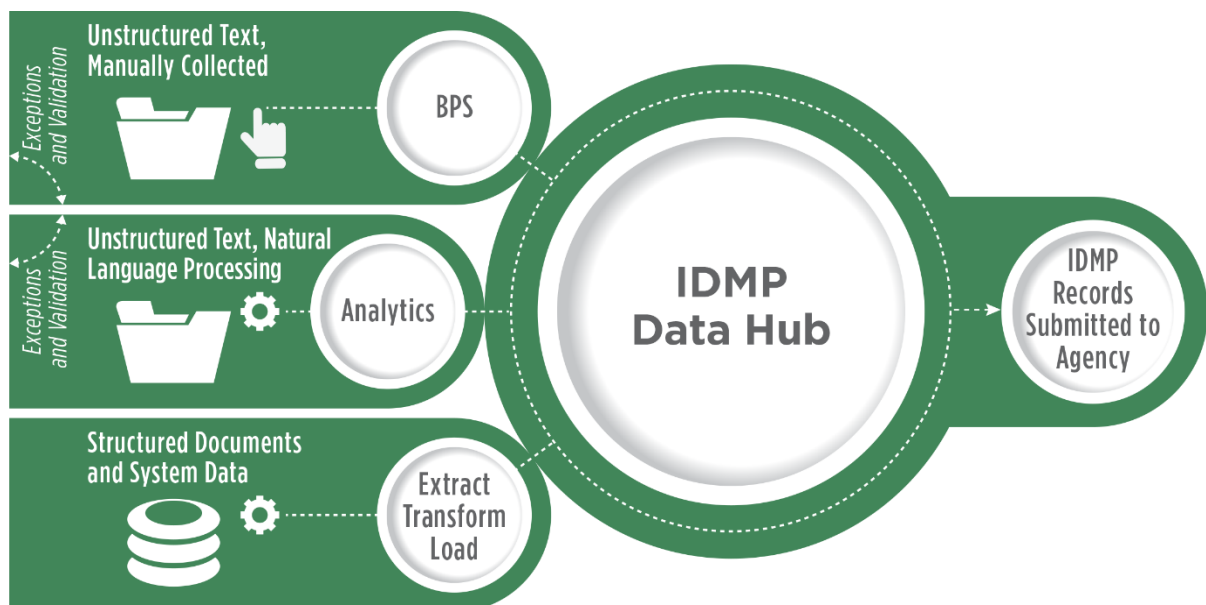 Unstructured Text,
Manually Collected
Exceptions
and Validation
BPS
Unstructured Text, Natural
Language Processing
Exceptions
and Validation
Analytics
Structured Documents
and System Data
Extract
Transform
Load
IDMP
Data Hub
IDMP
Records
Submitted to
Agency